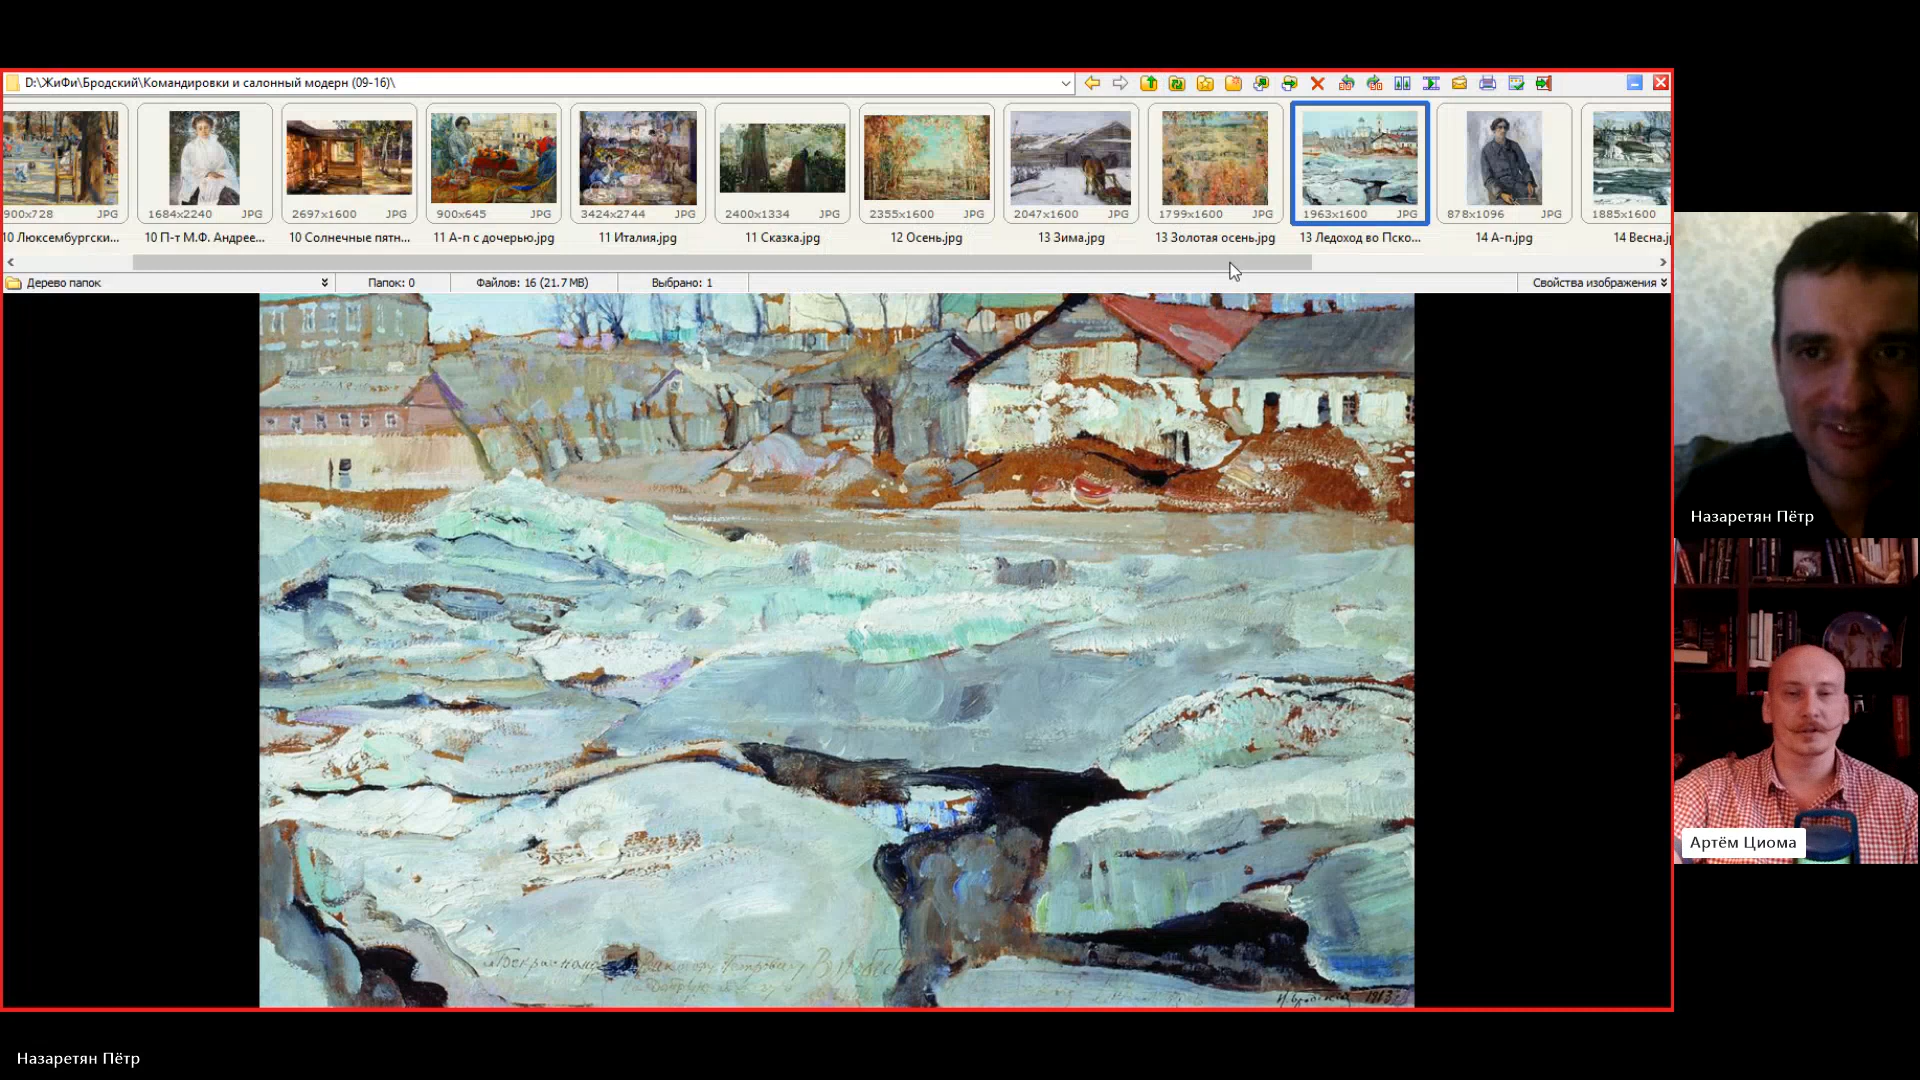 D:\ЖиФи\Бродский\Командировки и салонный модерн (09-16)\
900x728 JPG
1684x2240 JPG
2697x1600 JPG
900x645 JPG
3424x2744 JPG
2400x1334 JPG
2355x1600 JPG
2047x1600 JPG
1799x1600 JPG
1963x1600 JPG
878x1096 JPG
1885x1600
10 Люксембургски...
10 П-т М.Ф. Андрее...
10 Солнечные пятн...
11 А-п с дочерью.jpg
11 Италия.jpg
11 Сказка.jpg
12 Осень.jpg
13 Зима.jpg
13 Золотая осень.jpg
13 Ледоход во Пско...
14 А-п.jpg
14 Весна.j
Дерево папок
Папок: 0
Файлов: 16 (21.7 MB)
Выбрано: 1
Свойства изображения
Назаретян Пётр
Артём Циома
1913
Назаретян Пётр